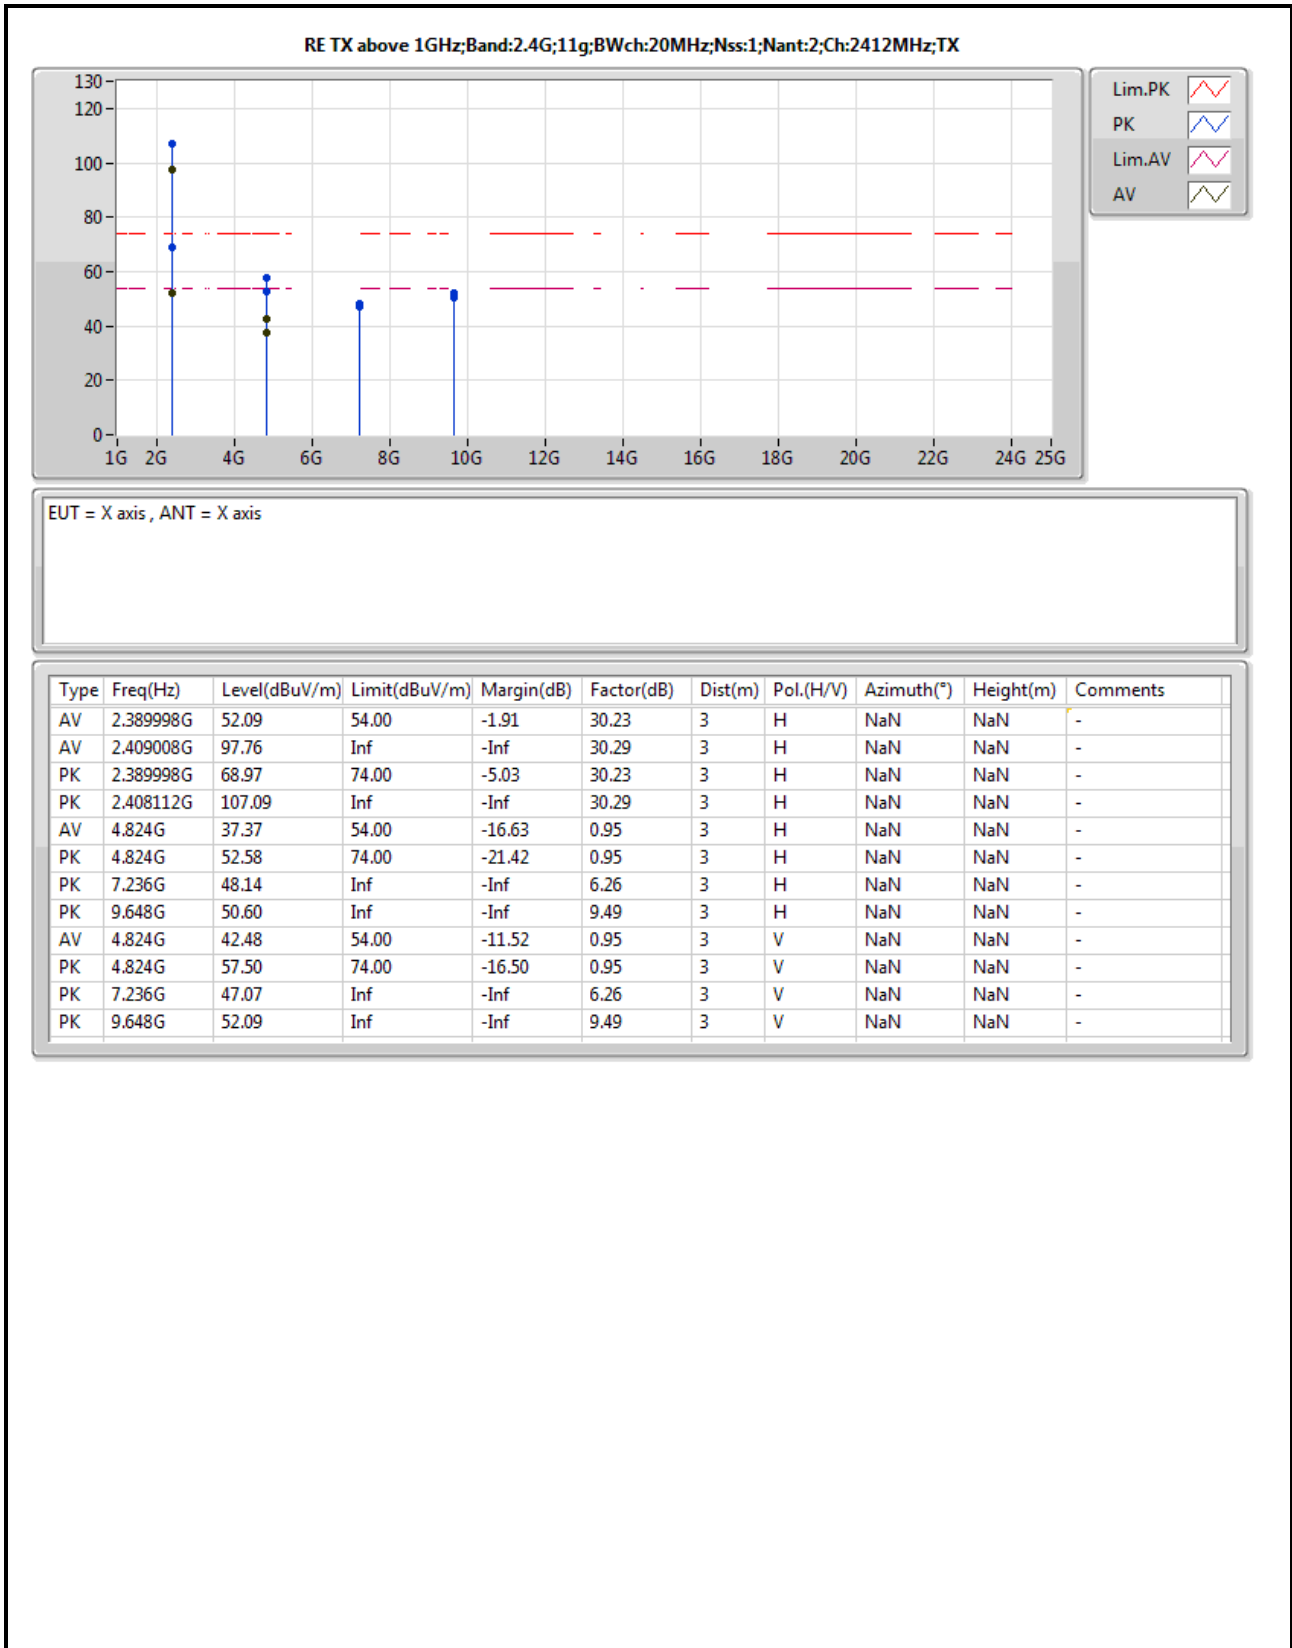 RE TX above 1GHz;Band:2.4G;11g;BWch:20MHz;Nss:1;Nant:2;Ch:2412MHz;TX
130
120
100
80
60
40
20
0
1G 2G 4G 6G 8G 10G 12G 14G 16G 18G 20G 22G 24G 25G
Lim.PK
PK
Lim.AV
AV
EUT = X axis , ANT = X axis
Type Freq(Hz) Level(dBuV/m) Limit(dBuV/m) Margin(dB) Factor(dB) Dist(m) Pol.(H/V) Azimuth(°) Height(m) Comments
AV 2.389998G 52.09 54.00 -1.91 30.23 3 H NaN NaN -
AV 2.409008G 97.76 Inf -Inf 30.29 3 H NaN NaN -
PK 2.389998G 68.97 74.00 -5.03 30.23 3 H NaN NaN -
PK 2.408112G 107.09 Inf -Inf 30.29 3 H NaN NaN -
AV 4.824G 37.37 54.00 -16.63 0.95 3 H NaN NaN -
PK 4.824G 52.58 74.00 -21.42 0.95 3 H NaN NaN -
PK 7.236G 48.14 Inf -Inf 6.26 3 H NaN NaN -
PK 9.648G 50.60 Inf -Inf 9.49 3 H NaN NaN -
AV 4.824G 42.48 54.00 -11.52 0.95 3 V NaN NaN -
PK 4.824G 57.50 74.00 -16.50 0.95 3 V NaN NaN -
PK 7.236G 47.07 Inf -Inf 6.26 3 V NaN NaN -
PK 9.648G 52.09 Inf -Inf 9.49 3 V NaN NaN -